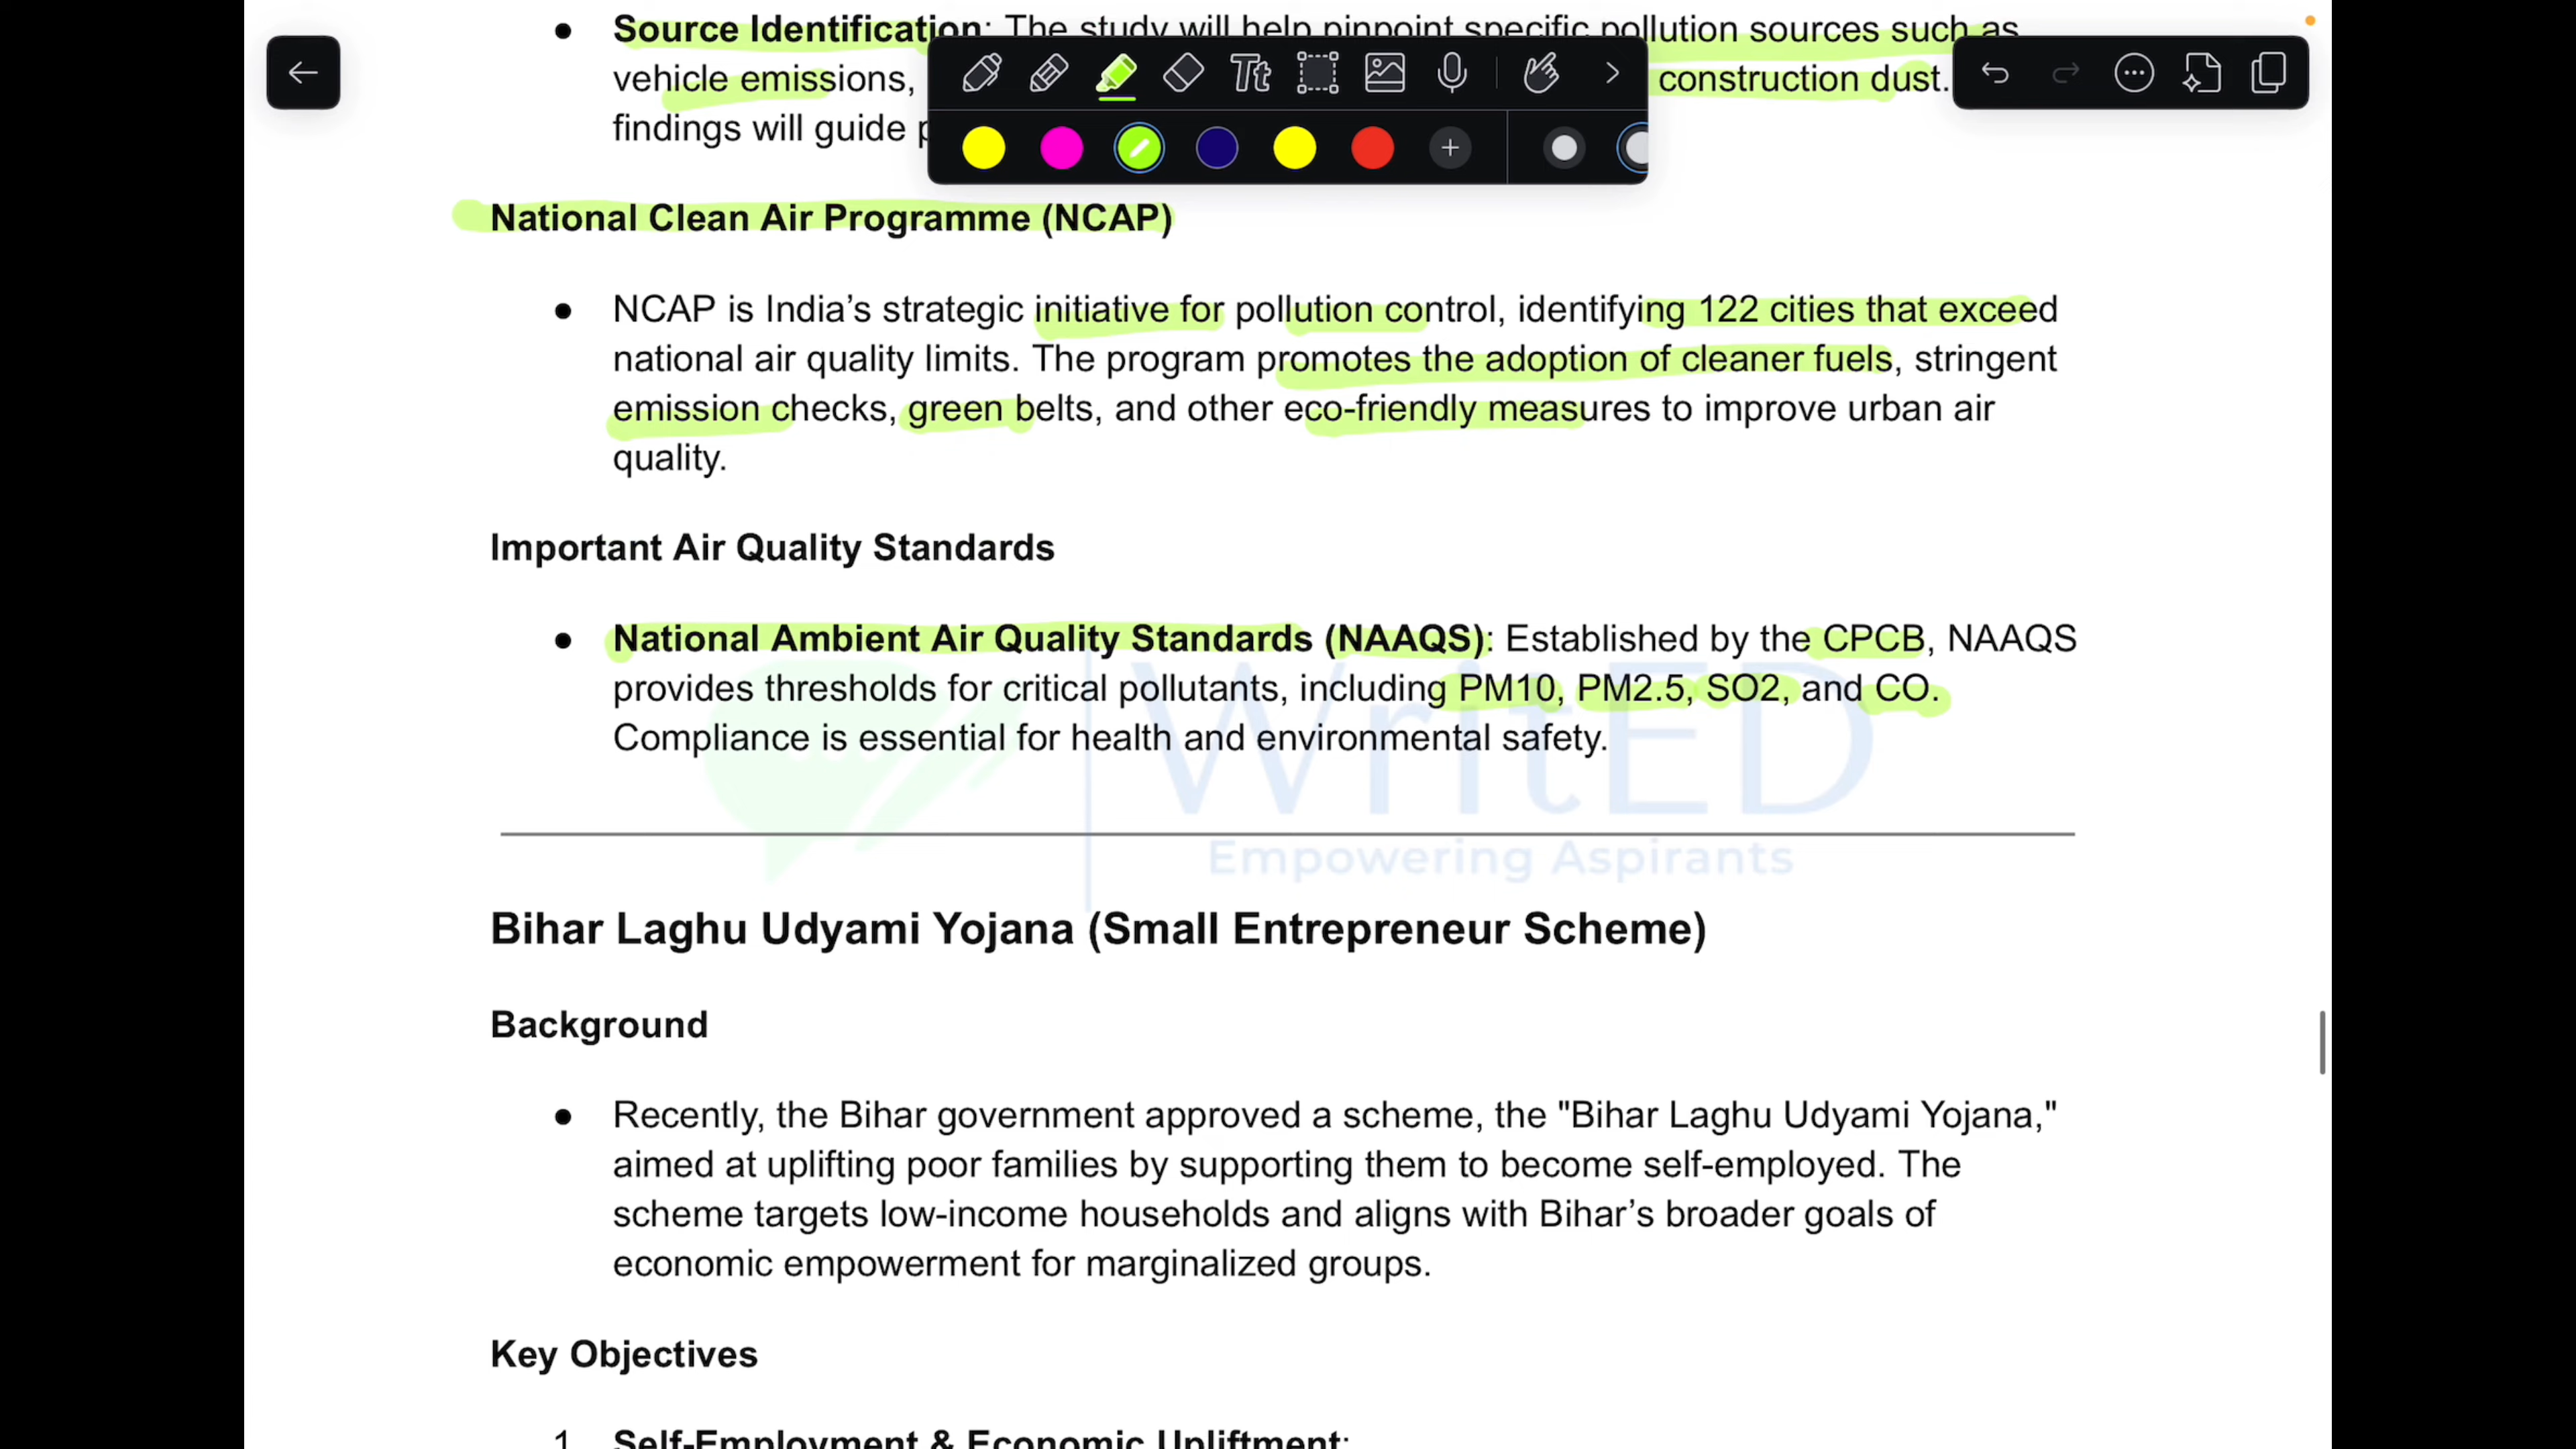 ● Source Identification: The study will help pinpoint specific pollution sources such as
vehicle emissions, construction dust.
findings will guide
Tt
National Clean Air Programme (NCAP)
● NCAP is India’s strategic initiative for pollution control, identifying 122 cities that exceed
national air quality limits. The program promotes the adoption of cleaner fuels, stringent
emission checks, green belts, and other eco-friendly measures to improve urban air
quality.
Important Air Quality Standards
● National Ambient Air Quality Standards (NAAQS): Established by the CPCB, NAAQS
provides thresholds for critical pollutants, including PM10, PM2.5, SO2, and CO.
Compliance is essential for health and environmental safety.
WritED
Empowering Aspirants
Bihar Laghu Udyami Yojana (Small Entrepreneur Scheme)
Background
● Recently, the Bihar government approved a scheme, the "Bihar Laghu Udyami Yojana,"
aimed at uplifting poor families by supporting them to become self-employed. The
scheme targets low-income households and aligns with Bihar’s broader goals of
economic empowerment for marginalized groups.
Key Objectives
1. Self-Employment & Economic Upliftment: